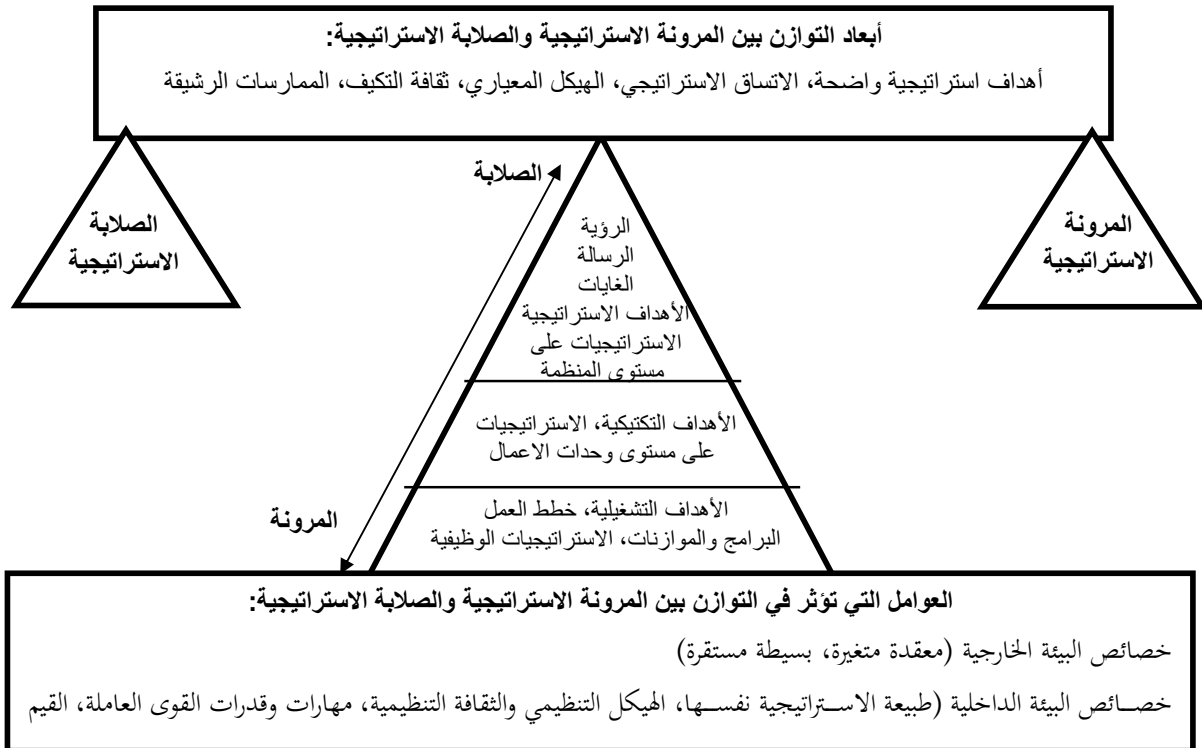 أبعاد التوازن بين المرونة الاستراتيجية والصلابة الاستراتيجية:
أهداف استراتيجية واضحة، الاتساق الاستراتيجي، الهيكل المعياري، ثقافة التكيف، الممارسات الرشيقة
المرونة
الاستراتيجية
الصلابة
الرؤية
الرسالة
الغايات
الأهداف الاستراتيجية
الاستراتيجيات على
مستوى المنظمة
الأهداف التكتيكية، الاستراتيجيات
على مستوى وحدات الاعمال
الأهداف التشغيلية، خطط العمل
البرامج والموازنات، الاستراتيجيات الوظيفية
المرونة
الصلابة
الاستراتيجية
العوامل التي تؤثر في التوازن بين المرونة الاستراتيجية والصلابة الاستراتيجية:
خصائص البيئة الخارجية (معقدة متغيرة، بسيطة مستقرة)
خصائص البيئة الداخلية (طبيعة الاستراتيجية نفسها، الهيكل التنظيمي والثقافة التنظيمية، مهارات وقدرات القوى العاملة، القيم